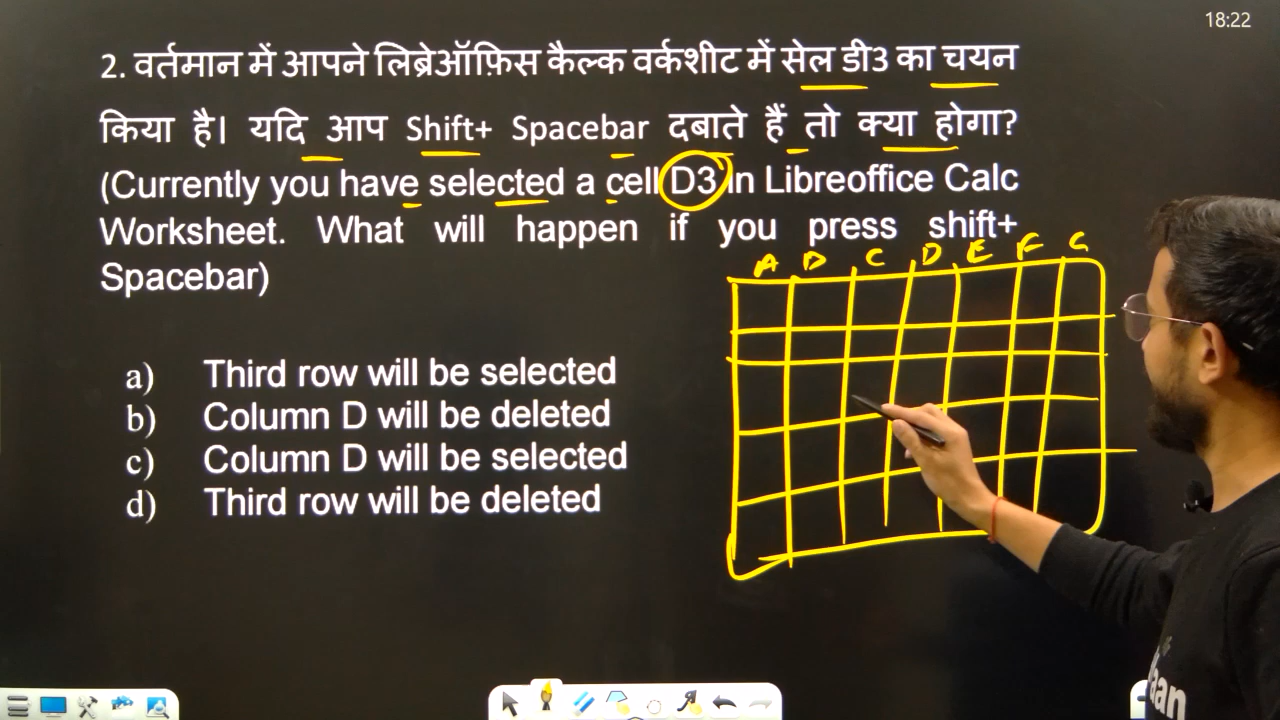 18:22
2. वर्तमान में आपने लिब्रेऑफ़िस कैल्क वर्कशीट में सेल डी3 का चयन
किया है। यदि आप Shift+ Spacebar दबाते हैं तो क्या होगा?
(Currently you have selected a cell D3 in Libreoffice Calc
Worksheet. What will happen if you press shift+
Spacebar)
A D C D E F G
a) Third row will be selected
b) Column D will be deleted
c) Column D will be selected
d) Third row will be deleted